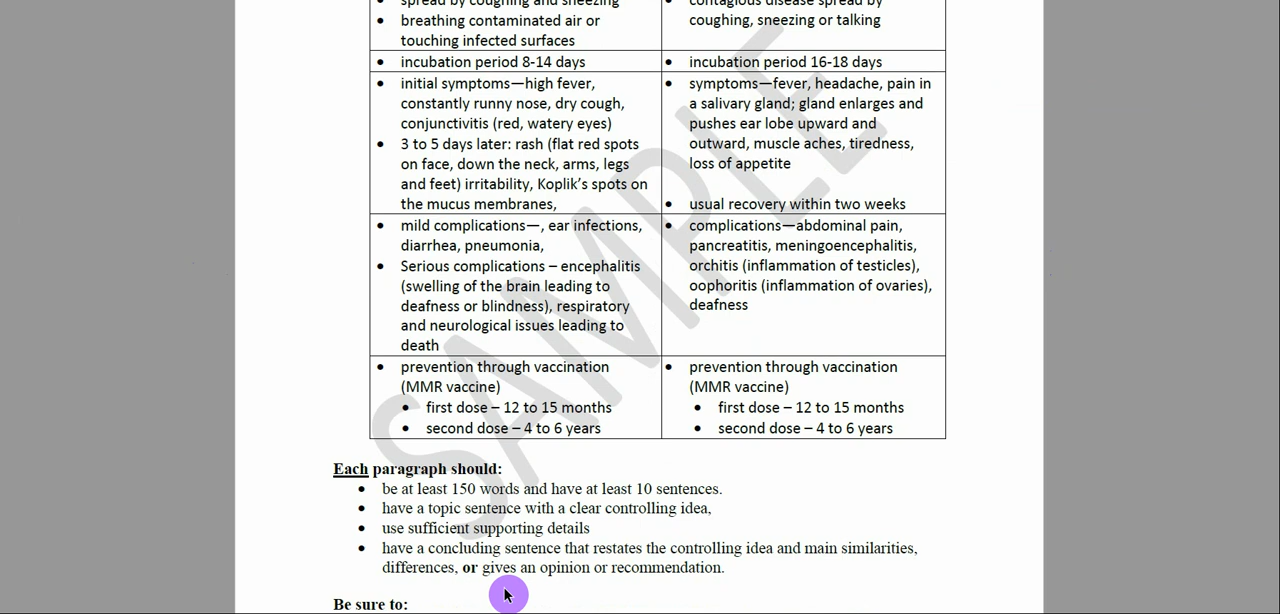 spread by coughing and sneezing
breathing contaminated air or
touching infected surfaces
contagious disease spread by
coughing, sneezing or talking
incubation period 8-14 days
incubation period 16-18 days
initial symptoms—high fever,
constantly runny nose, dry cough,
conjunctivitis (red, watery eyes)
3 to 5 days later: rash (flat red spots
on face, down the neck, arms, legs
and feet) irritability, Koplik’s spots on
the mucus membranes,
symptoms—fever, headache, pain in
a salivary gland; gland enlarges and
pushes ear lobe upward and
outward, muscle aches, tiredness,
loss of appetite
usual recovery within two weeks
mild complications—, ear infections,
diarrhea, pneumonia,
Serious complications – encephalitis
(swelling of the brain leading to
deafness or blindness), respiratory
and neurological issues leading to
death
complications—abdominal pain,
pancreatitis, meningoencephalitis,
orchitis (inflammation of testicles),
oophoritis (inflammation of ovaries),
deafness
prevention through vaccination
(MMR vaccine)
first dose – 12 to 15 months
second dose – 4 to 6 years
prevention through vaccination
(MMR vaccine)
first dose – 12 to 15 months
second dose – 4 to 6 years
SAMPLE
Each paragraph should:
be at least 150 words and have at least 10 sentences.
have a topic sentence with a clear controlling idea,
use sufficient supporting details
have a concluding sentence that restates the controlling idea and main similarities,
differences, or gives an opinion or recommendation.
Be sure to: